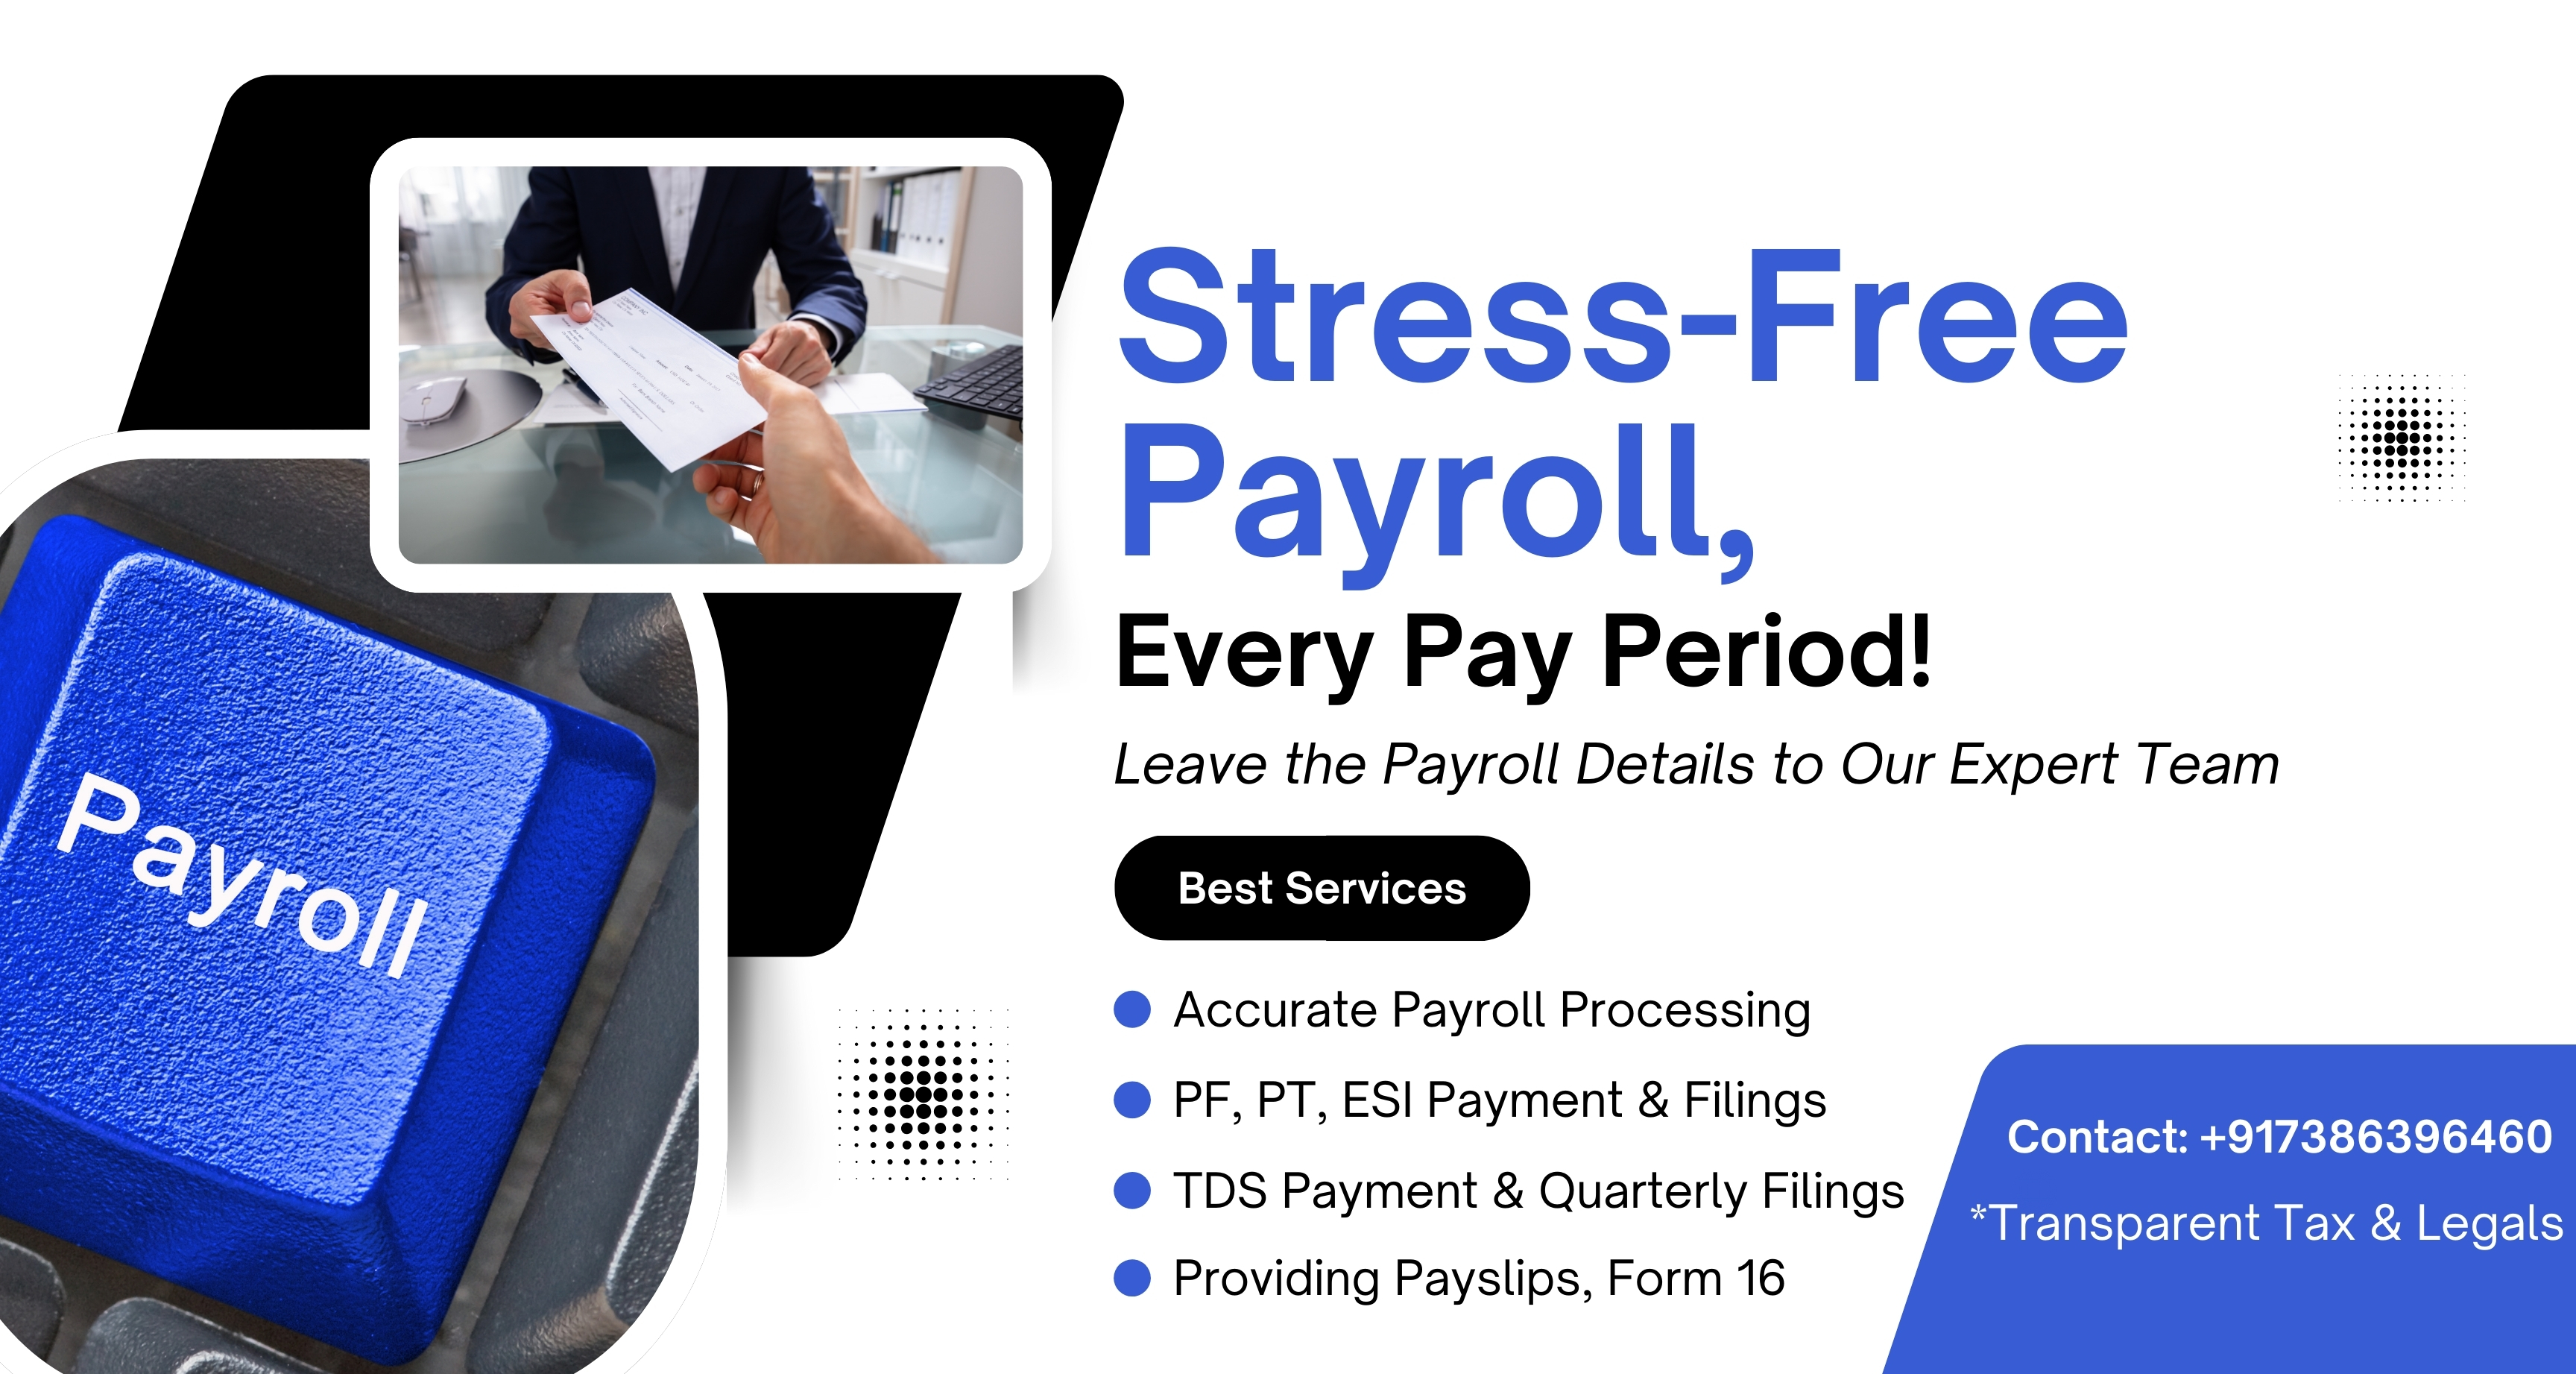 Stress-Free
Payroll,
Every Pay Period!
Leave the Payroll Details to Our Expert Team
Best Services
Accurate Payroll Processing
PF, PT, ESI Payment & Filings
TDS Payment & Quarterly Filings
Providing Payslips, Form 16
Contact: +917386396460
*Transparent Tax & Legals
Payroll